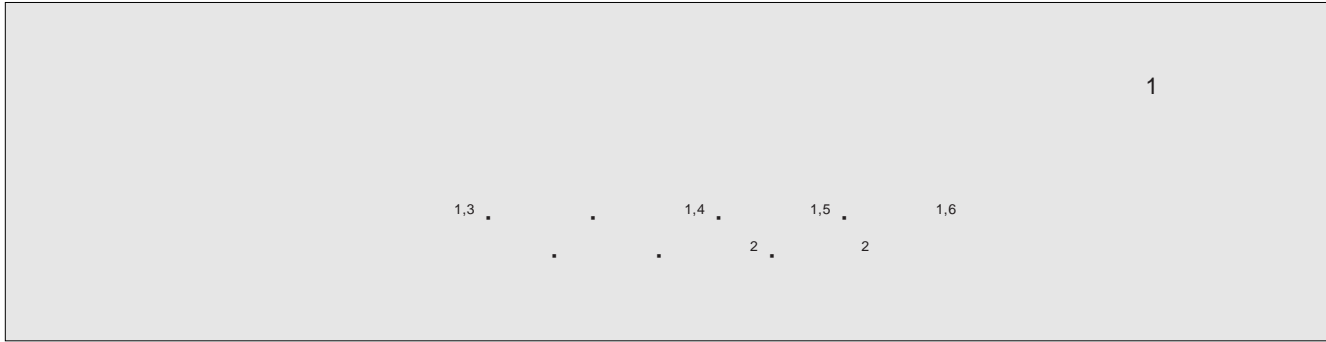 1
1,3 . . 1,4 . 1,5 . 1,6
. . 2 . 2